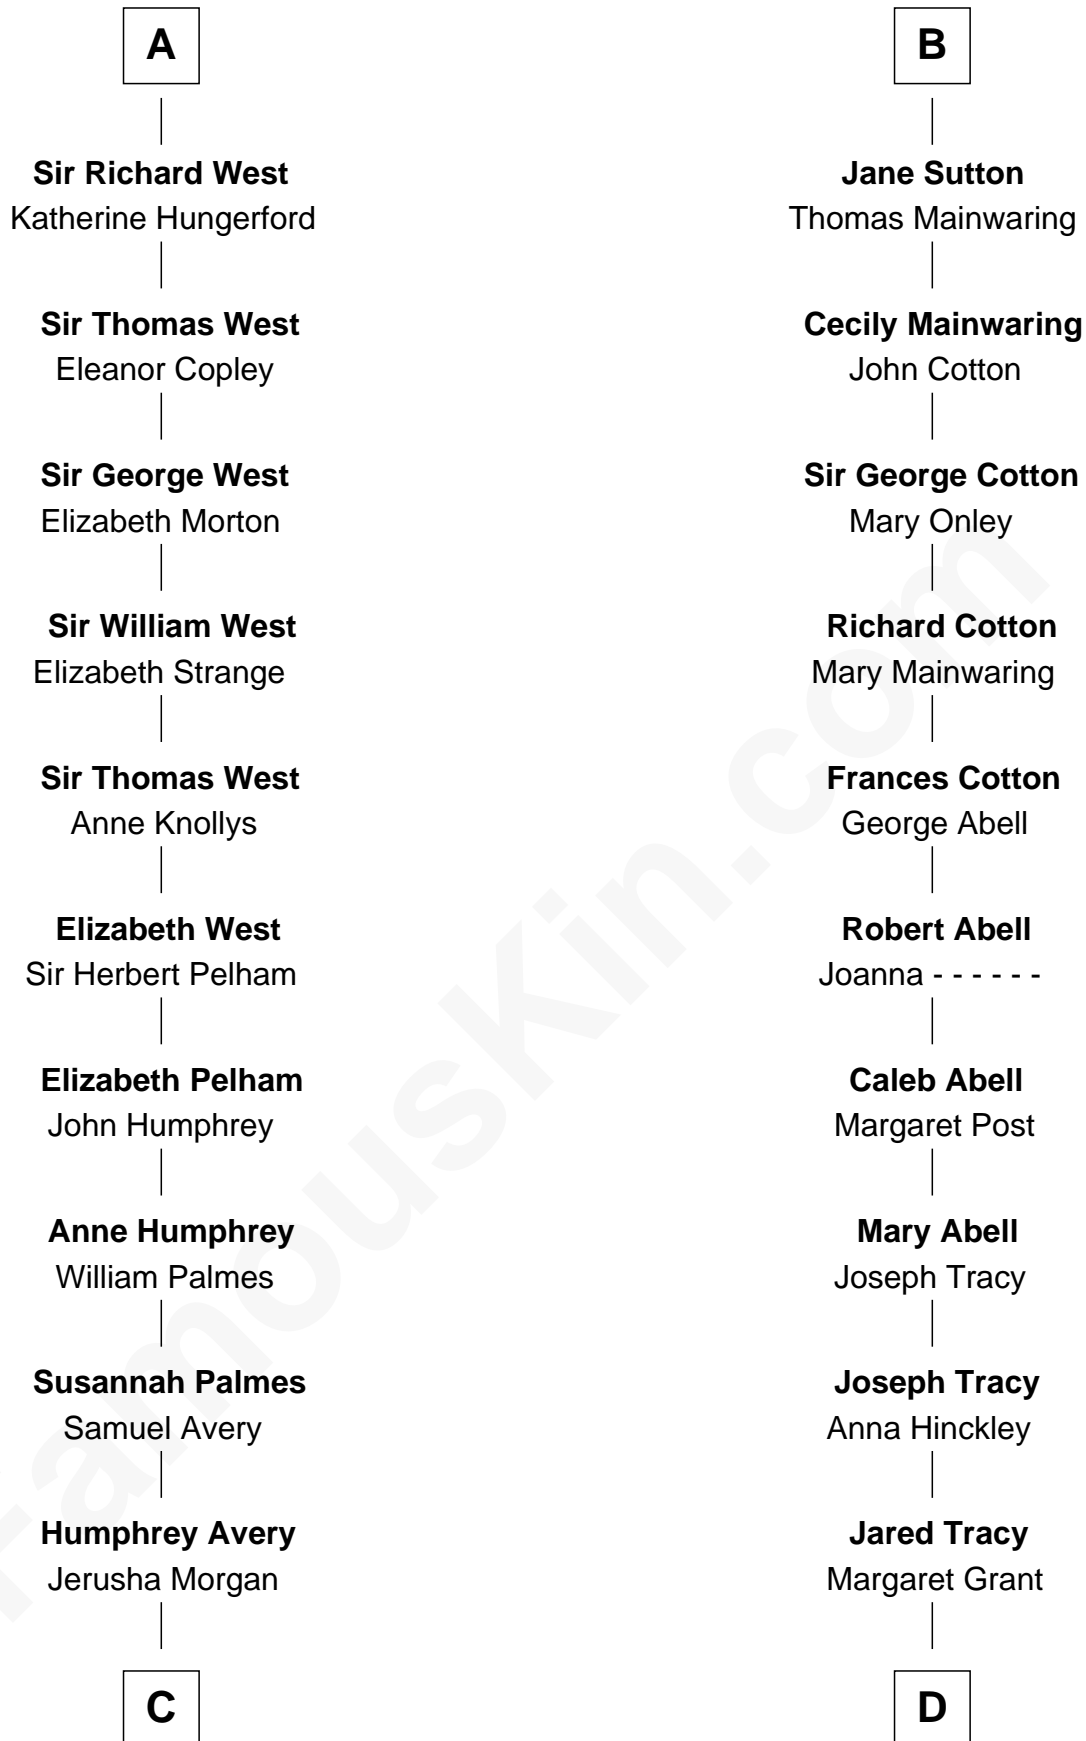 A
Sir Richard West
Katherine Hungerford
Sir Thomas West
Eleanor Copley
Sir George West
Elizabeth Morton
Sir William West
Elizabeth Strange
Sir Thomas West
Anne Knollys
Elizabeth West
Sir Herbert Pelham
Elizabeth Pelham
John Humphrey
Anne Humphrey
William Palmes
Susannah Palmes
Samuel Avery
Humphrey Avery
Jerusha Morgan
C
B
Jane Sutton
Thomas Mainwaring
Cecily Mainwaring
John Cotton
Sir George Cotton
Mary Onley
Richard Cotton
Mary Mainwaring
Frances Cotton
George Abell
Robert Abell
Joanna - - - - - -
Caleb Abell
Margaret Post
Mary Abell
Joseph Tracy
Joseph Tracy
Anna Hinckley
Jared Tracy
Margaret Grant
D
FamousKin.com